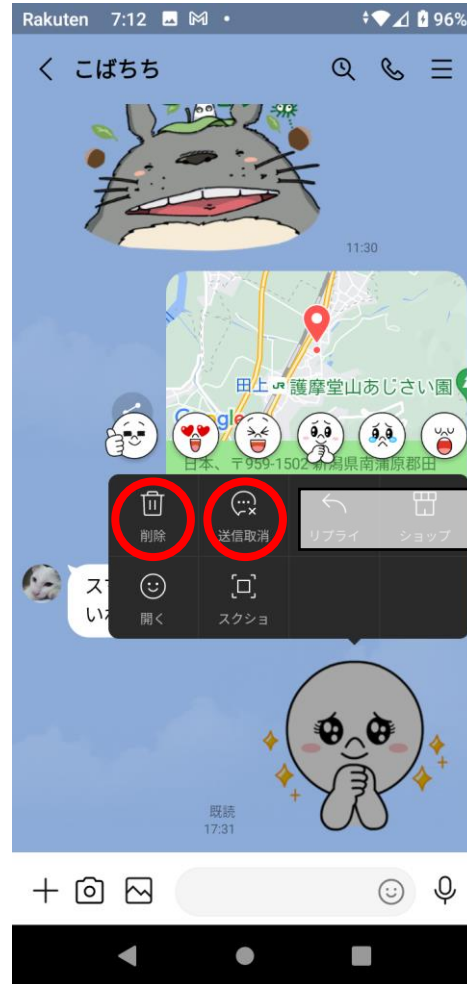 Rakuten 7:12 96%
こばちち
11:30
田上 JR 護摩堂山あじさい園
日本、〒959-1502 新潟県南蒲原郡田
削除 送信取消 リプライ ショップ
開く スクショ
既読
17:31